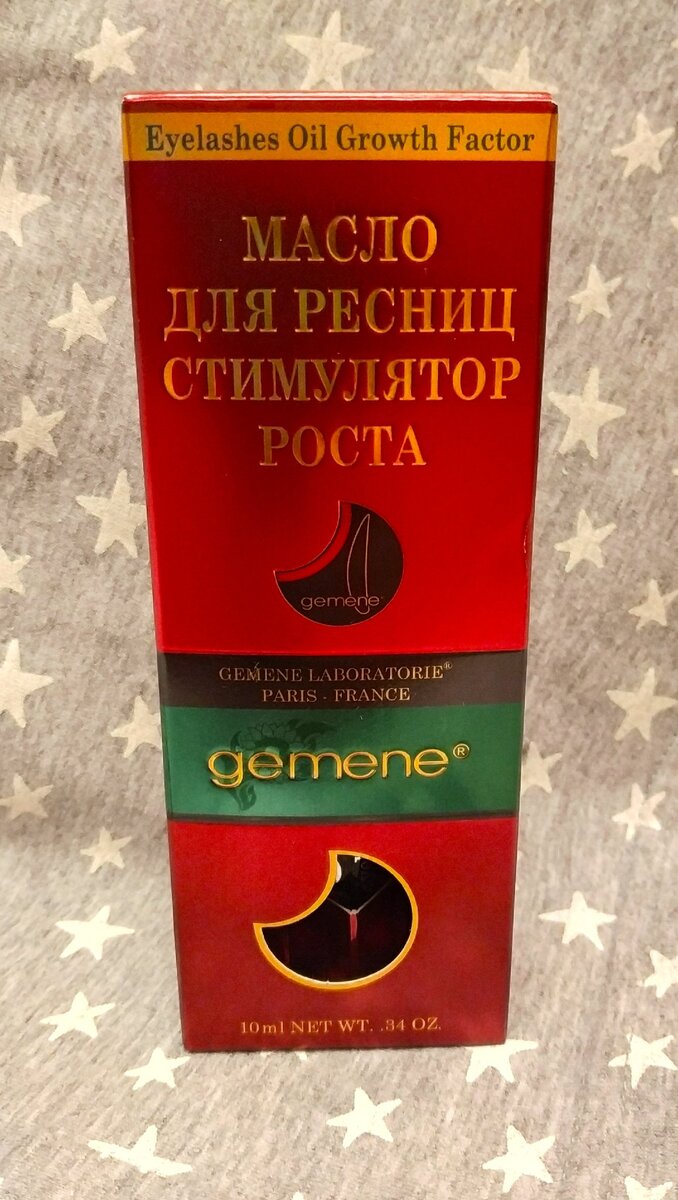 Eyelashes Oil Growth Factor
МАСЛО
ДЛЯ РЕСНИЦ
СТИМУЛЯТОР
РОСТА
gemene®
GEMENE LABORATORIE®
PARIS - FRANCE
gemene®
10ml NET WT. .34 OZ.